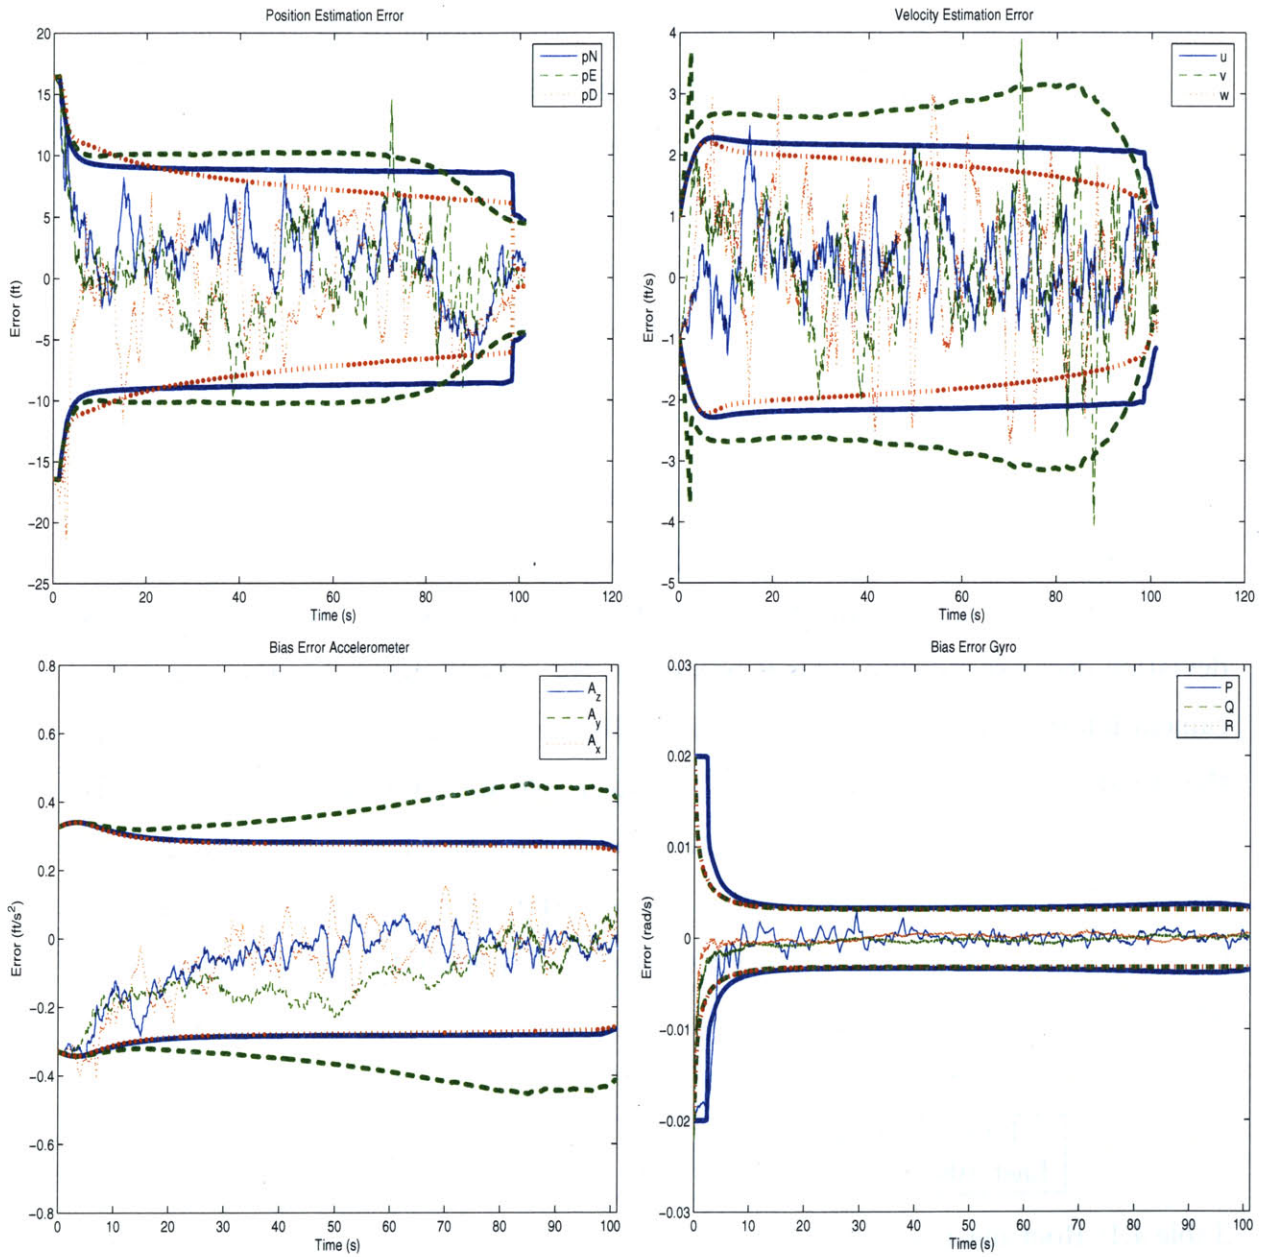 Position Estimation Error
20
15
10
5
0
−5
−10
−15
−20
−25
Error (ft)
0 20 40 60 80 100 120
Time (s)
pN
pE
pD
Velocity Estimation Error
4
3
2
1
0
−1
−2
−3
−4
−5
Error (ft/s)
0 20 40 60 80 100 120
Time (s)
u
v
w
Bias Error Accelerometer
0.8
0.6
0.4
0.2
0
−0.2
−0.4
−0.6
−0.8
Error (ft/s²)
0 10 20 30 40 50 60 70 80 90 100
Time (s)
A_z
A_y
A_x
Bias Error Gyro
0.03
0.02
0.01
0
−0.01
−0.02
−0.03
Error (rad/s)
0 10 20 30 40 50 60 70 80 90 100
Time (s)
P
Q
R